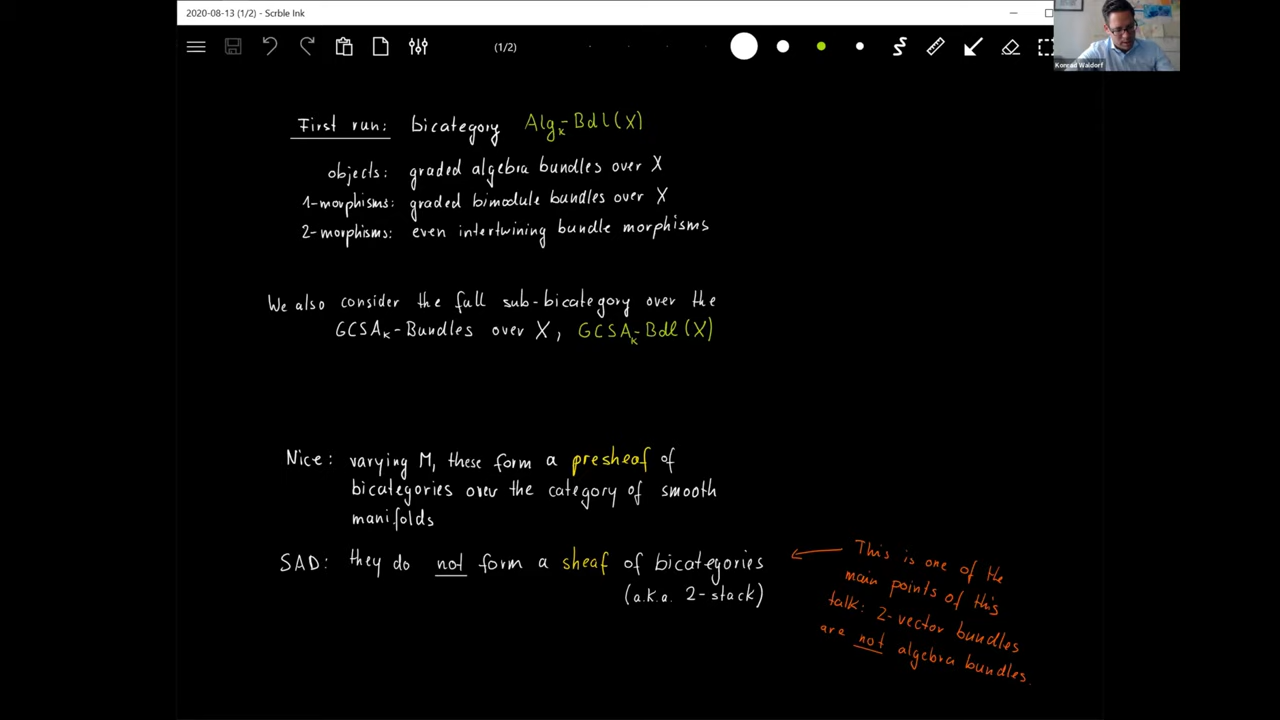 2020-08-13 (1/2) - Scrble Ink
(1/2)
Konrad Waldorf
First run: bicategory Alg_k-Bdl(X)
objects: graded algebra bundles over X
1-morphisms: graded bimodule bundles over X
2-morphisms: even intertwining bundle morphisms
We also consider the full sub-bicategory over the
GCSA_k-Bundles over X, GCSA_k-Bdl(X)
Nice: varying M, these form a presheaf of
bicategories over the category of smooth
manifolds
SAD: they do not form a sheaf of bicategories
(a.k.a. 2-stack)
This is one of the
main points of this
talk: 2-vector bundles
are not algebra bundles.